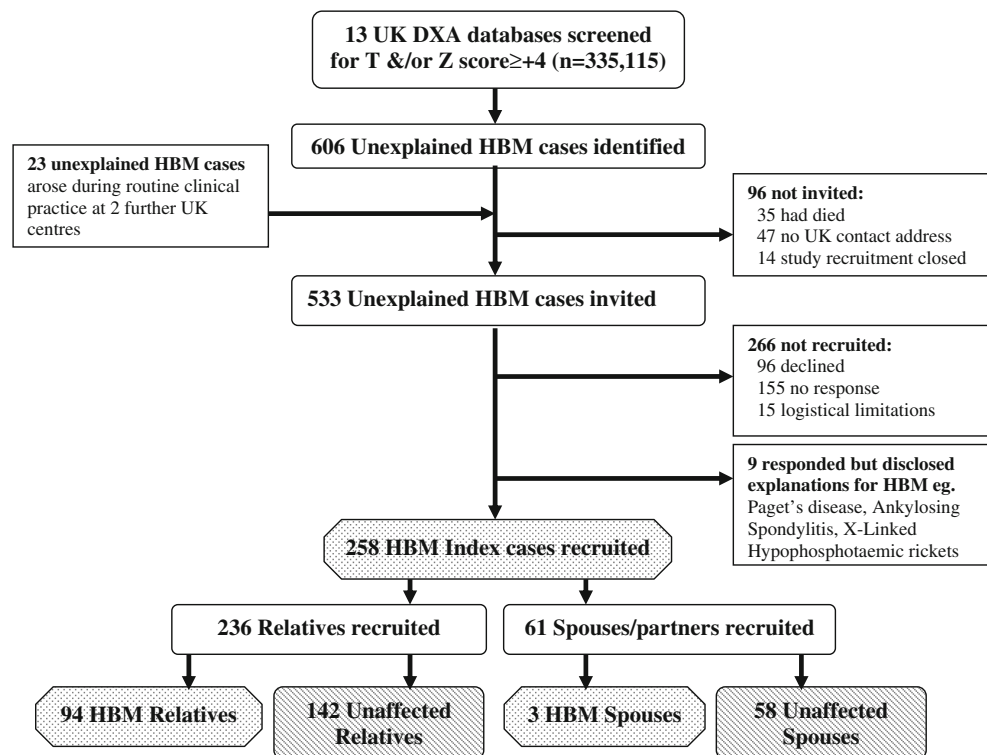 13 UK DXA databases screened
for T &/or Z score≥+4 (n=335,115)
606 Unexplained HBM cases identified
23 unexplained HBM cases
arose during routine clinical
practice at 2 further UK
centres
96 not invited:
35 had died
47 no UK contact address
14 study recruitment closed
533 Unexplained HBM cases invited
266 not recruited:
96 declined
155 no response
15 logistical limitations
9 responded but disclosed
explanations for HBM eg.
Paget's disease, Ankylosing
Spondylitis, X-Linked
Hypophosphotaemic rickets
258 HBM Index cases recruited
236 Relatives recruited
61 Spouses/partners recruited
94 HBM Relatives
142 Unaffected
Relatives
3 HBM Spouses
58 Unaffected
Spouses